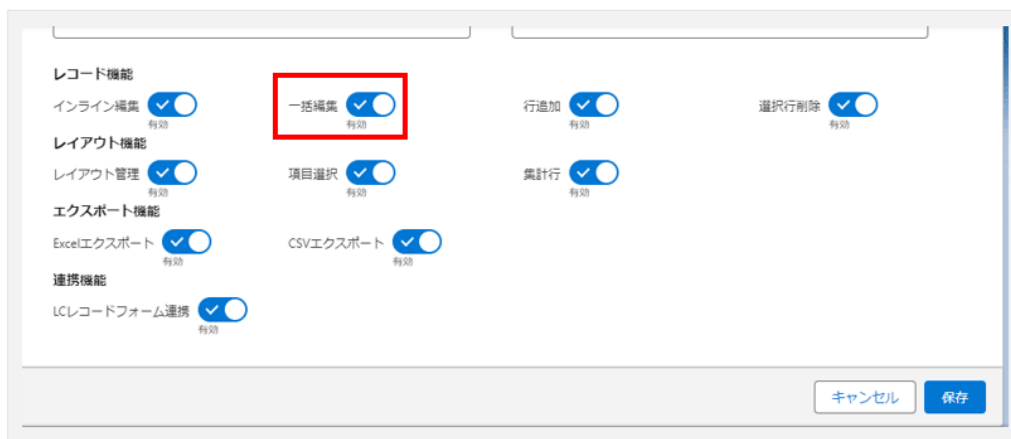 レコード機能
インライン編集 一括編集 行追加 選択行削除
有効 有効 有効 有効
レイアウト機能
レイアウト管理 項目選択 集計行
有効 有効 有効
エクスポート機能
Excelエクスポート CSVエクスポート
有効 有効
連携機能
LCレコードフォーム連携
有効
キャンセル 保存